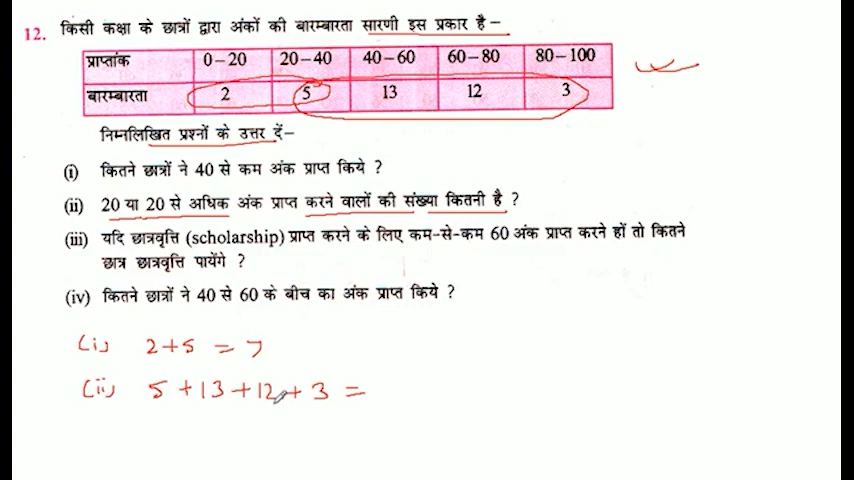 12. किसी कक्षा के छात्रों द्वारा अंकों की बारम्बारता सारणी इस प्रकार है–
प्राप्तांक 0–20 20–40 40–60 60–80 80–100
बारम्बारता 2 5 13 12 3
निम्नलिखित प्रश्नों के उत्तर दें–
(i) कितने छात्रों ने 40 से कम अंक प्राप्त किये ?
(ii) 20 या 20 से अधिक अंक प्राप्त करने वालों की संख्या कितनी है ?
(iii) यदि छात्रवृत्ति (scholarship) प्राप्त करने के लिए कम-से-कम 60 अंक प्राप्त करने हों तो कितने
छात्र छात्रवृत्ति पायेंगे ?
(iv) कितने छात्रों ने 40 से 60 के बीच का अंक प्राप्त किये ?
(i) 2+5 = 7
(ii) 5 +13 +12 + 3 =